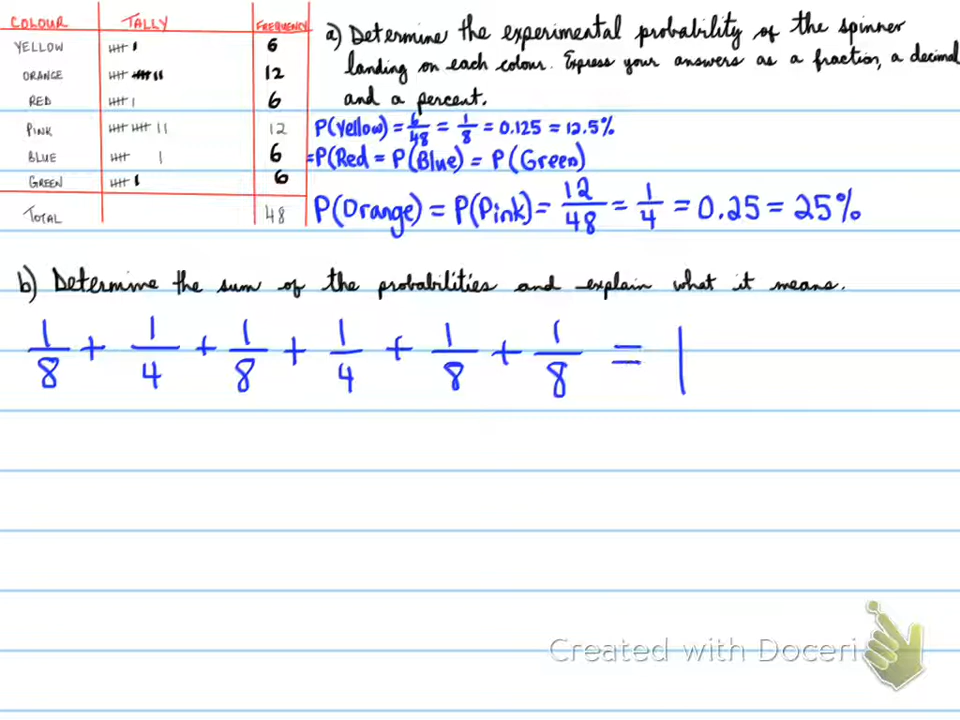 COLOUR TALLY FREQUENCY
YELLOW 6
ORANGE 12
RED 6
PINK 12
BLUE 6
GREEN 6
TOTAL 48
a) Determine the experimental probability of the spinner
landing on each colour. Express your answers as a fraction, a decimal
and a percent.
P(Yellow) = 6/48 = 1/8 = 0.125 = 12.5%
=P(Red = P(Blue) = P(Green)
P(Orange) = P(Pink) = 12/48 = 1/4 = 0.25 = 25%
b) Determine the sum of the probabilities and explain what it means.
1/8 + 1/4 + 1/8 + 1/4 + 1/8 + 1/8 = 1
Created with Doceri